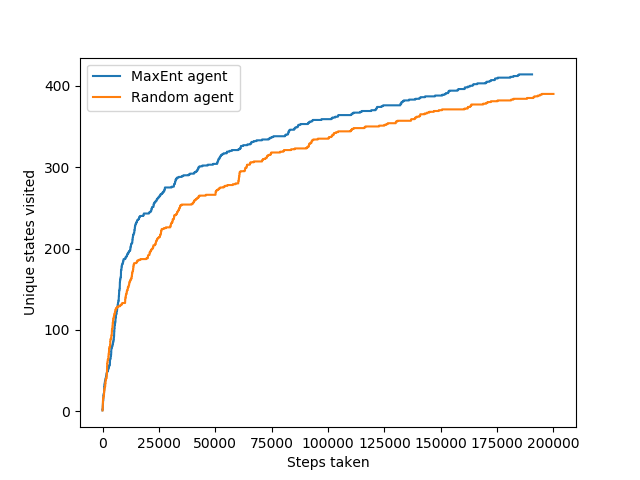 MaxEnt agent
Random agent
400
300
200
100
0
Unique states visited
0 25000 50000 75000 100000 125000 150000 175000 200000
Steps taken